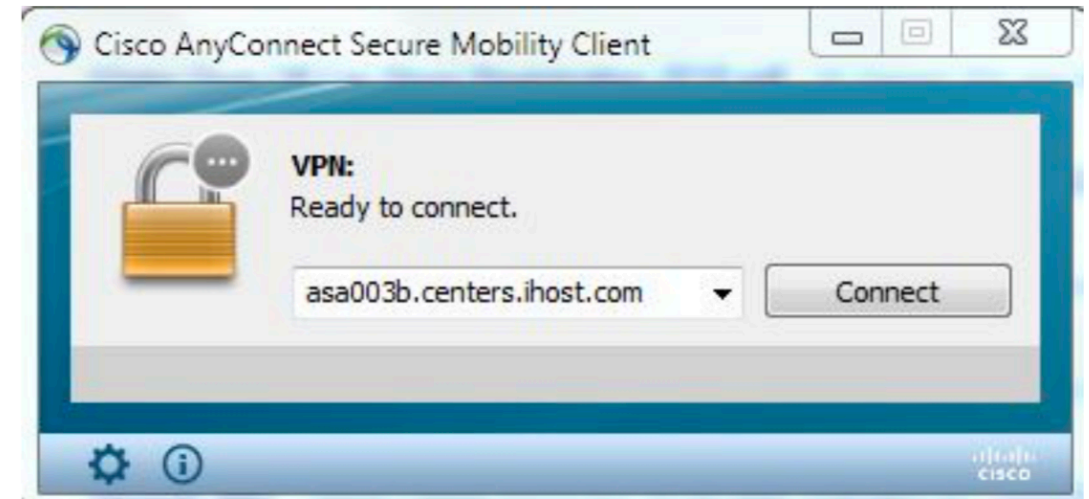 Cisco AnyConnect Secure Mobility Client
VPN:
Ready to connect.
asa003b.centers.ihost.com
Connect
CISCO